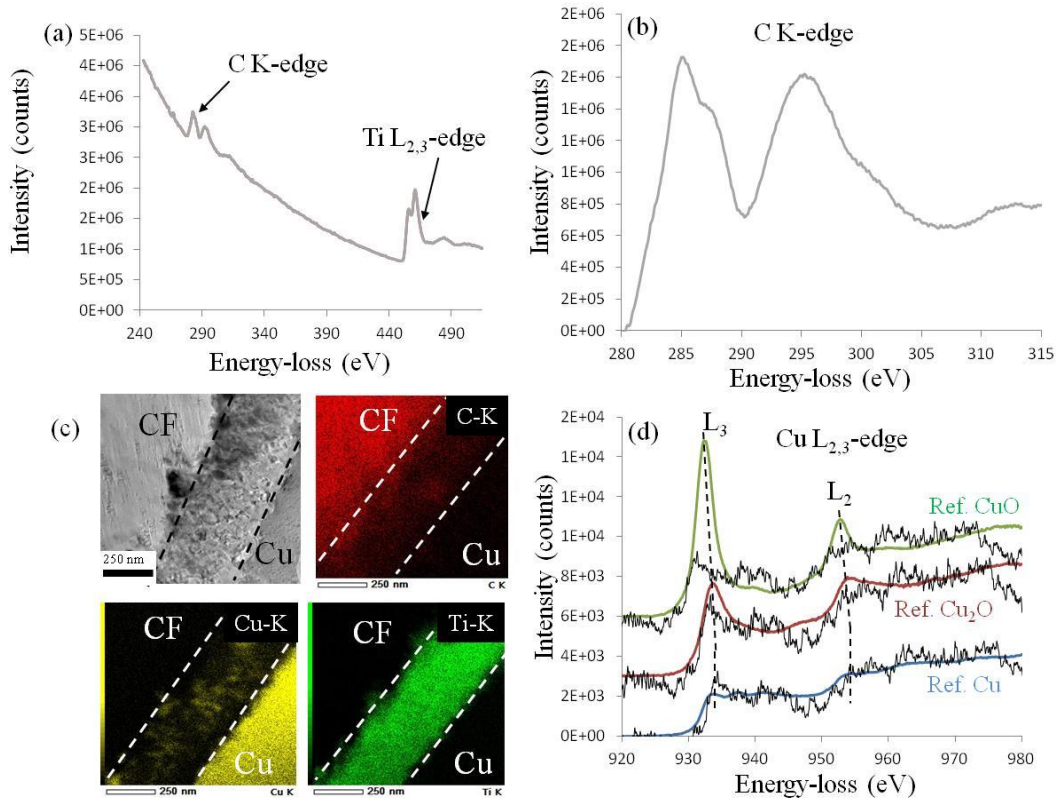 (a)
C K-edge
Ti L2,3-edge
Intensity (counts)
5E+06
4E+06
4E+06
3E+06
3E+06
2E+06
2E+06
1E+06
5E+05
0E+00
240
290
340
390
440
490
Energy-loss (eV)
(b)
C K-edge
Intensity (counts)
2E+06
2E+06
1E+06
1E+06
1E+06
8E+05
6E+05
4E+05
2E+05
0E+00
280
285
290
295
300
305
310
315
Energy-loss (eV)
(c)
CF
Cu
250 nm
CF
C-K
Cu
250 nm
C K
CF
Cu-K
Cu
250 nm
Cu K
CF
Ti-K
Cu
250 nm
Ti K
(d)
Cu L2,3-edge
L3
L2
Ref. CuO
Ref. Cu2O
Ref. Cu
Intensity (counts)
2E+04
1E+04
1E+04
1E+04
8E+03
6E+03
4E+03
2E+03
0E+00
920
930
940
950
960
970
980
Energy-loss (eV)